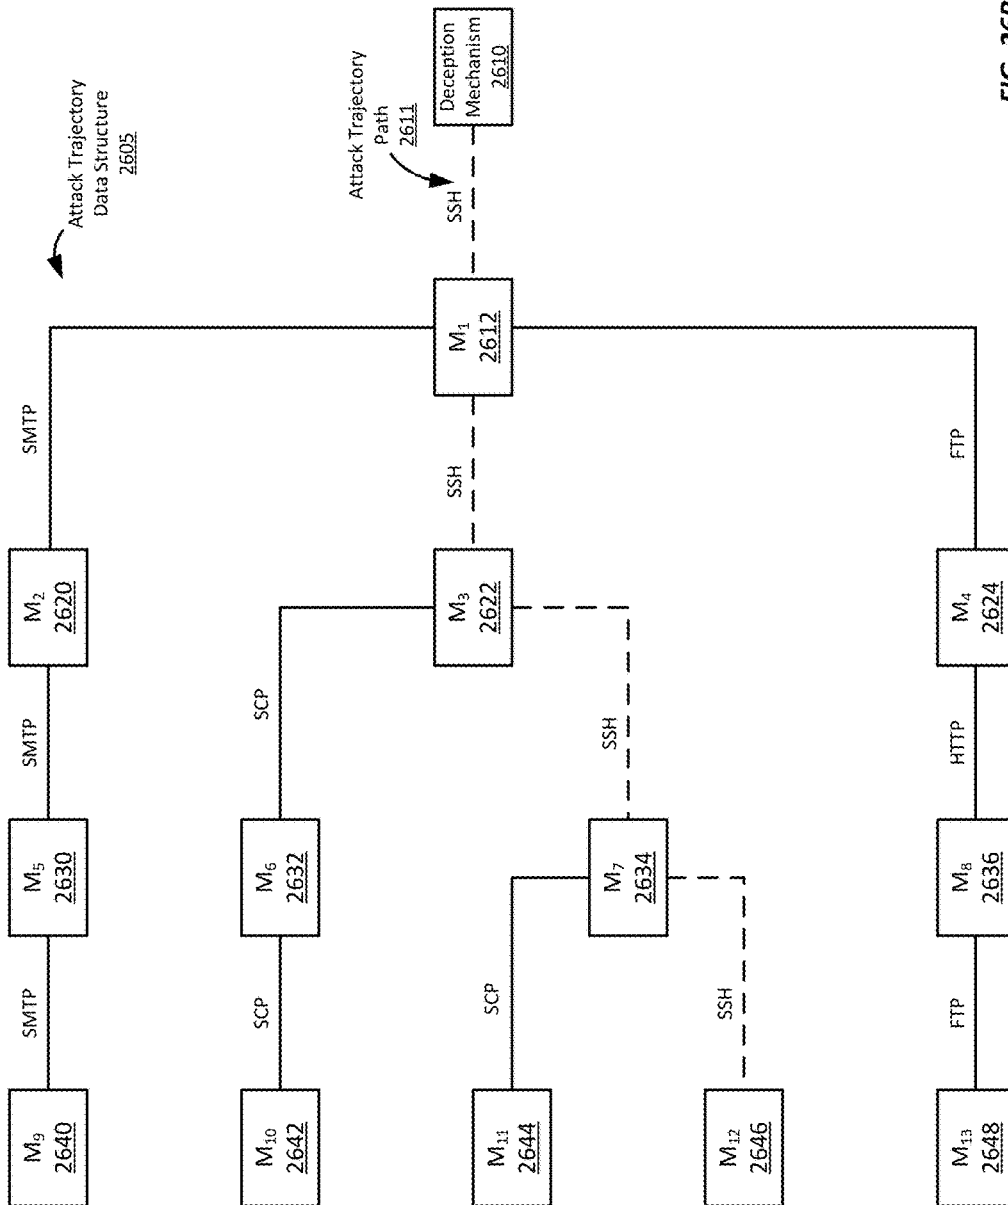 Attack Trajectory
Data Structure
2605
Attack Trajectory
Path
2611
Deception
Mechanism
2610
SSH
M₁
2612
SMTP
SSH
FTP
M₂
2620
M₃
2622
M₄
2624
SMTP
SCP
SSH
HTTP
M₅
2630
M₆
2632
M₇
2634
M₈
2636
SMTP
SCP
SCP
SSH
FTP
M₉
2640
M₁₀
2642
M₁₁
2644
M₁₂
2646
M₁₃
2648
FIG. 26B